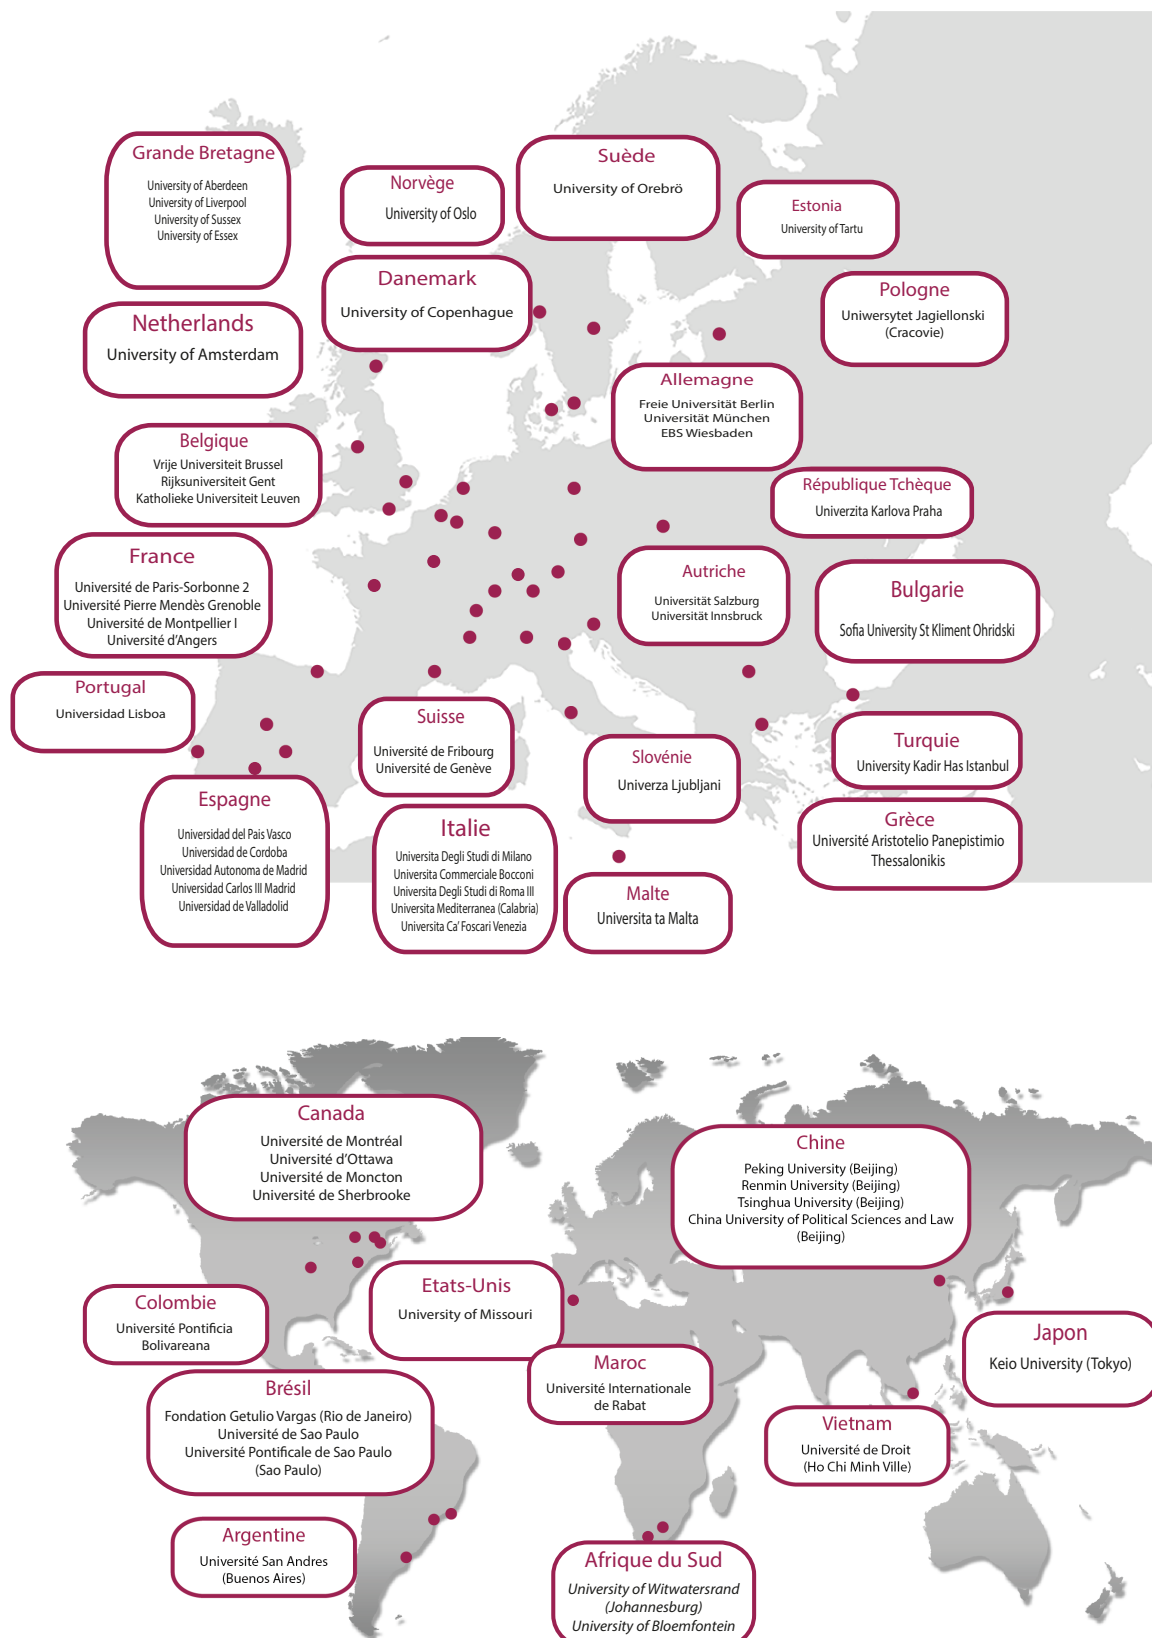 Grande Bretagne
University of Aberdeen
University of Liverpool
University of Sussex
University of Essex
Norvège
University of Oslo
Suède
University of Orebrö
Estonia
University of Tartu
Danemark
University of Copenhague
Pologne
Uniwersytet Jagiellonski
(Cracovie)
Netherlands
University of Amsterdam
Allemagne
Freie Universität Berlin
Universität München
EBS Wiesbaden
Belgique
Vrije Universiteit Brussel
Rijksuniversiteit Gent
Katholieke Universiteit Leuven
République Tchèque
Univerzita Karlova Praha
France
Université de Paris-Sorbonne 2
Université Pierre Mendès Grenoble
Université de Montpellier I
Université d'Angers
Autriche
Universität Salzburg
Universität Innsbruck
Bulgarie
Sofia University St Kliment Ohridski
Portugal
Universidad Lisboa
Suisse
Université de Fribourg
Université de Genève
Slovénie
Univerza Ljubljani
Turquie
University Kadir Has Istanbul
Espagne
Universidad del Pais Vasco
Universidad de Cordoba
Universidad Autonoma de Madrid
Universidad Carlos III Madrid
Universidad de Valladolid
Italie
Universita Degli Studi di Milano
Universita Commerciale Bocconi
Universita Degli Studi di Roma III
Universita Mediterranea (Calabria)
Universita Ca' Foscari Venezia
Grèce
Université Aristotelio Panepistimio
Thessalonikis
Malte
Universita ta Malta
Canada
Université de Montréal
Université d'Ottawa
Université de Moncton
Université de Sherbrooke
Chine
Peking University (Beijing)
Renmin University (Beijing)
Tsinghua University (Beijing)
China University of Political Sciences and Law
(Beijing)
Etats-Unis
University of Missouri
Colombie
Université Pontificia
Bolivareana
Japon
Keio University (Tokyo)
Maroc
Université Internationale
de Rabat
Brésil
Fondation Getulio Vargas (Rio de Janeiro)
Université de Sao Paulo
Université Pontificale de Sao Paulo
(Sao Paulo)
Vietnam
Université de Droit
(Ho Chi Minh Ville)
Argentine
Université San Andres
(Buenos Aires)
Afrique du Sud
University of Witwatersrand
(Johannesburg)
University of Bloemfontein